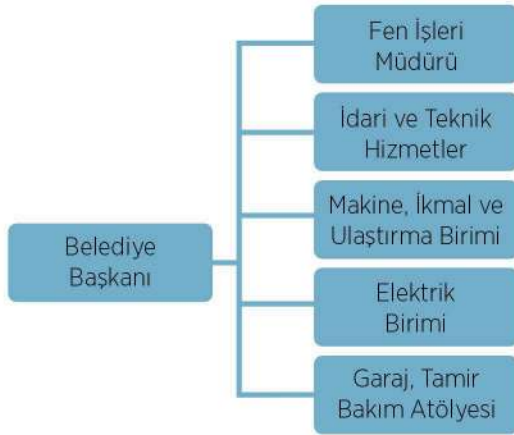 Belediye
Başkanı
Fen İşleri
Müdürü
İdari ve Teknik
Hizmetler
Makine, İkmal ve
Ulaştırma Birimi
Elektrik
Birimi
Garaj, Tamir
Bakım Atölyesi